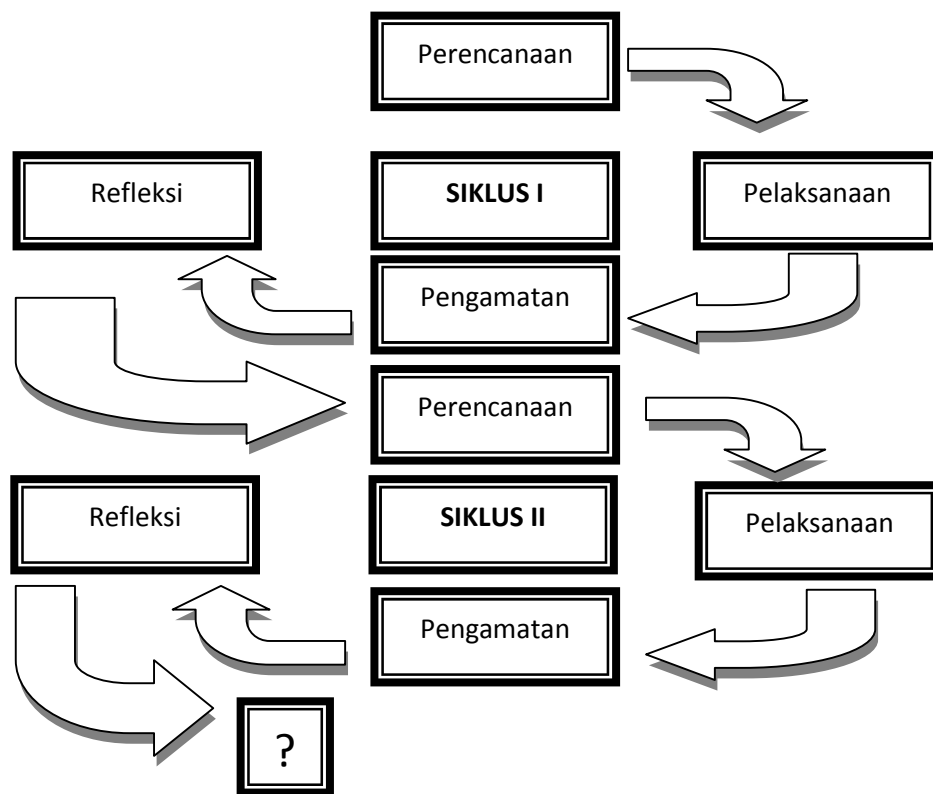 Perencanaan
Refleksi
SIKLUS I
Pelaksanaan
Pengamatan
Perencanaan
Refleksi
SIKLUS II
Pelaksanaan
Pengamatan
?